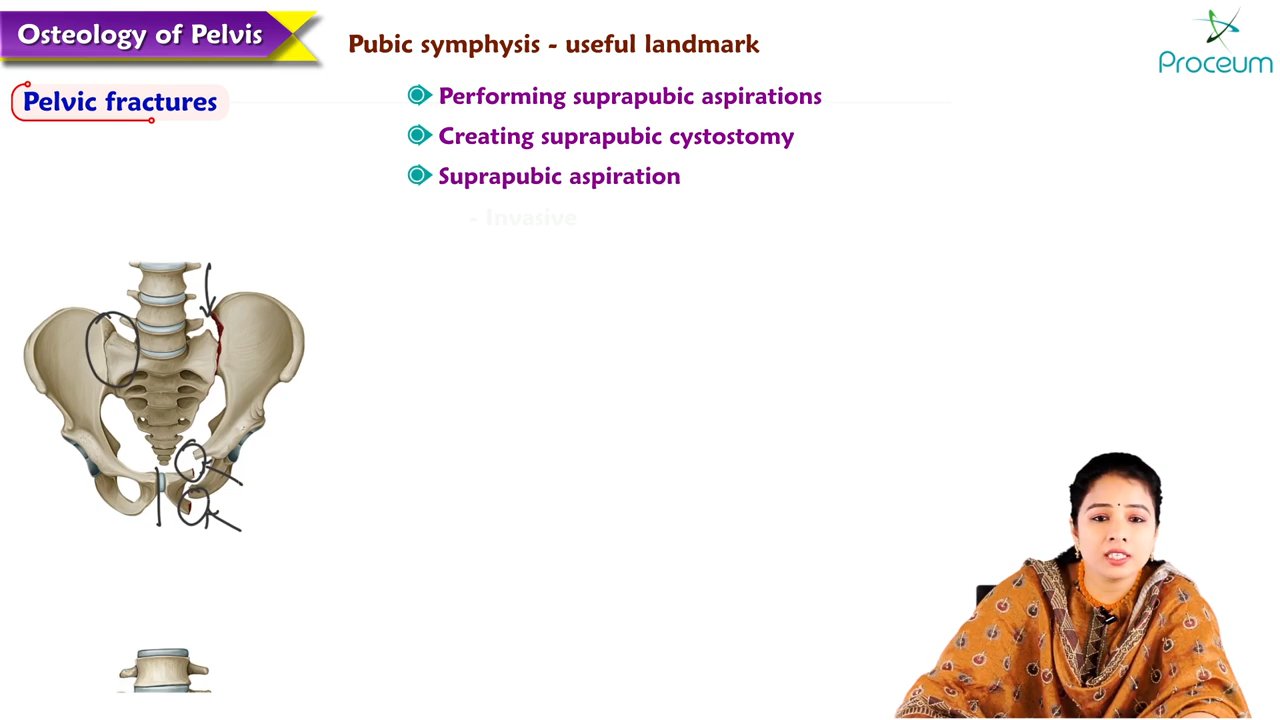 Osteology of Pelvis
Pubic symphysis - useful landmark
Proceum
Pelvic fractures
Performing suprapubic aspirations
Creating suprapubic cystostomy
Suprapubic aspiration
- Invasive